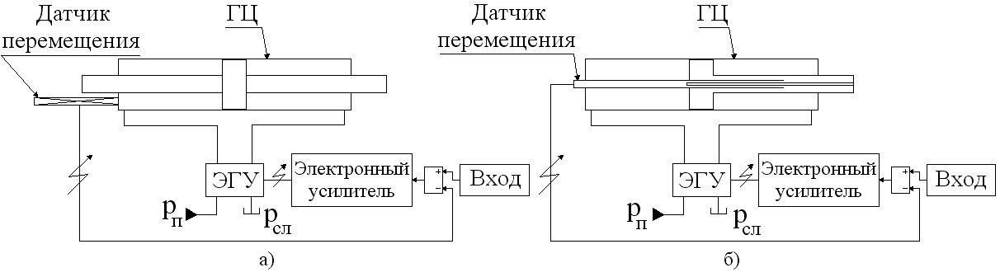 Датчик
перемещения
ГЦ
ЭГУ
Электронный
усилитель
+
−
Вход
pп
pсл
а)
Датчик
перемещения
ГЦ
ЭГУ
Электронный
усилитель
+
−
Вход
pп
pсл
б)